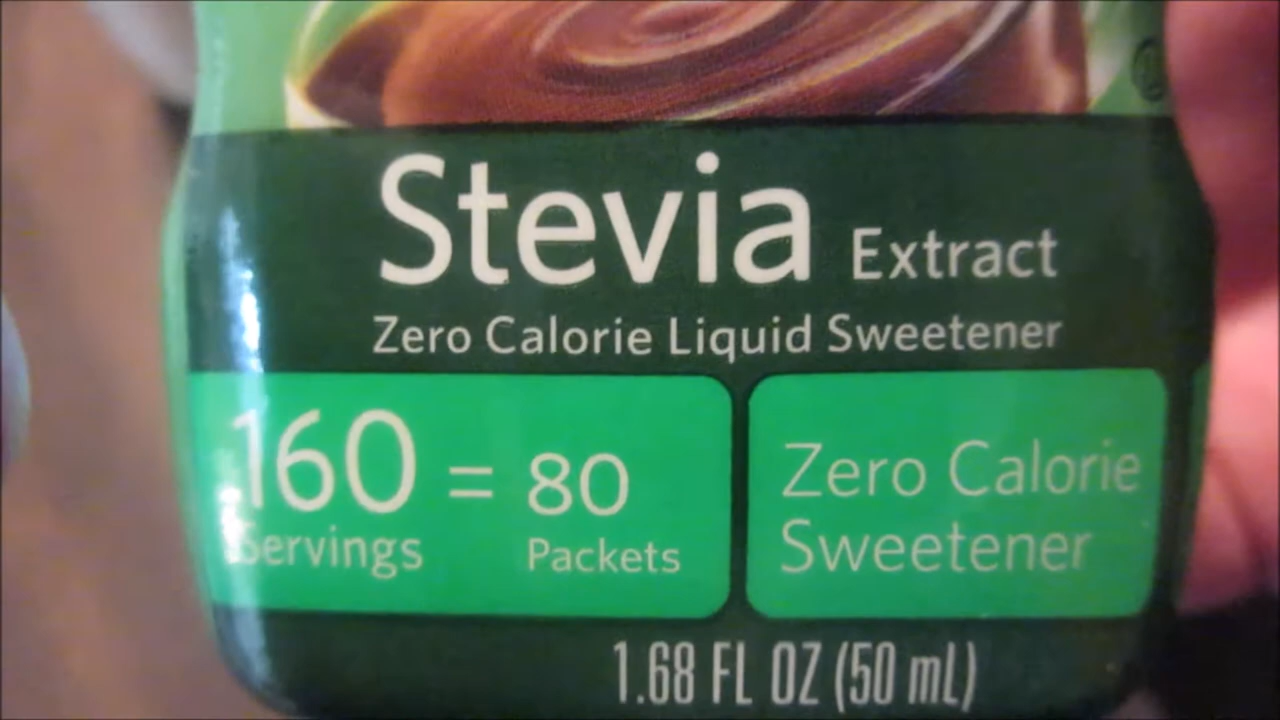 Stevia Extract
Zero Calorie Liquid Sweetener
160 = 80
Servings Packets
Zero Calorie
Sweetener
1.68 FL OZ (50 mL)